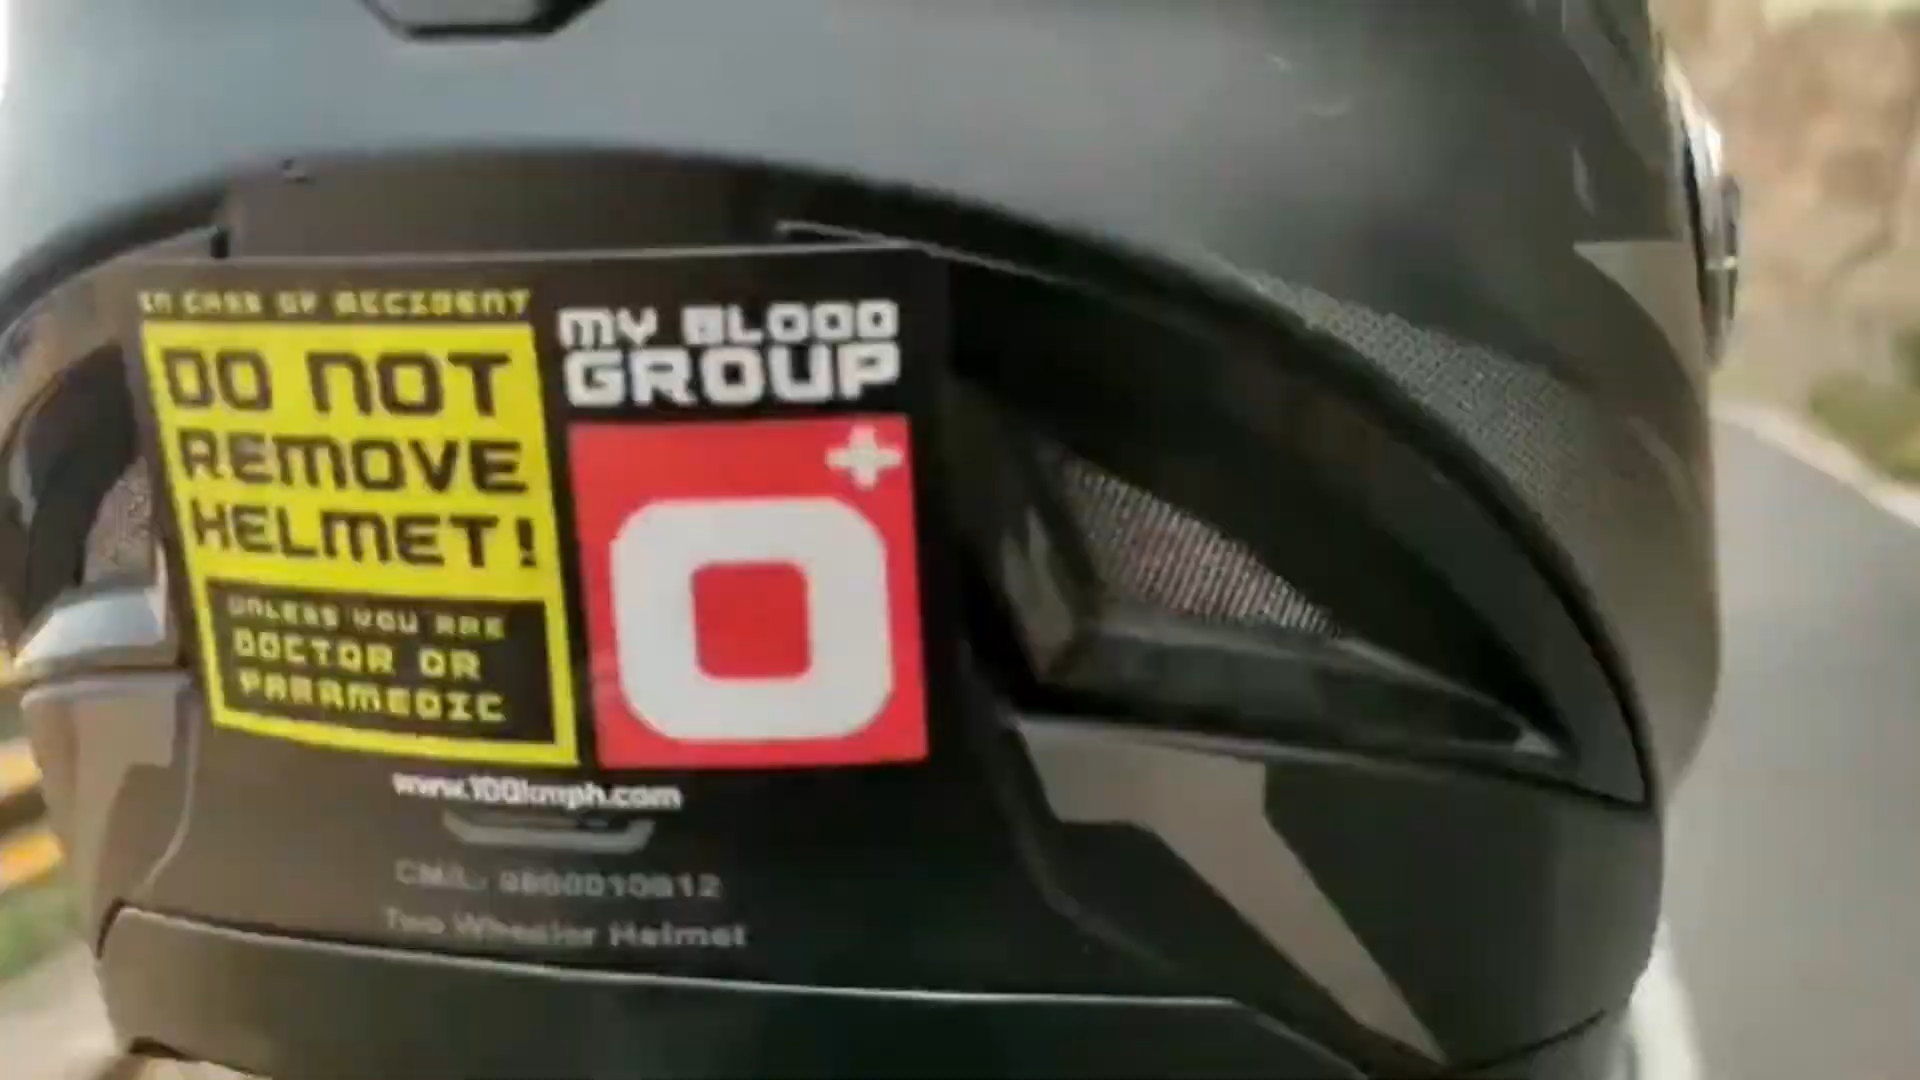 IN CASE OF ACCIDENT
DO NOT
REMOVE
HELMET!
UNLESS YOU ARE
DOCTOR OR
PARAMEDIC
MY BLOOD
GROUP
+
O
www.100kmph.com
CM/L-
Two Wheeler Helmet